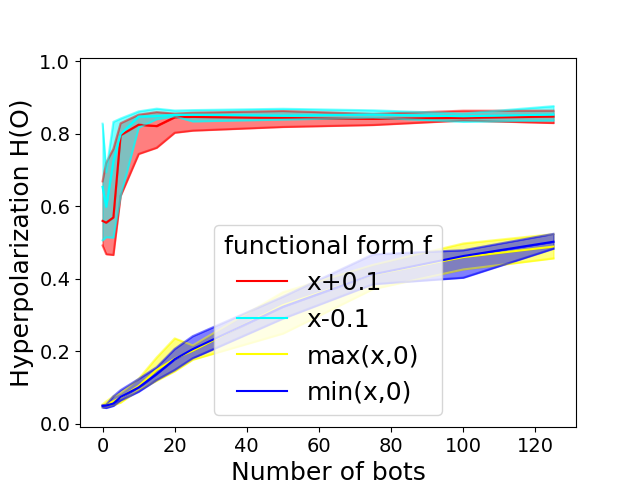 Hyperpolarization H(O)
1.0
0.8
0.6
0.4
0.2
0.0
functional form f
x+0.1
x-0.1
max(x,0)
min(x,0)
0 20 40 60 80 100 120
Number of bots